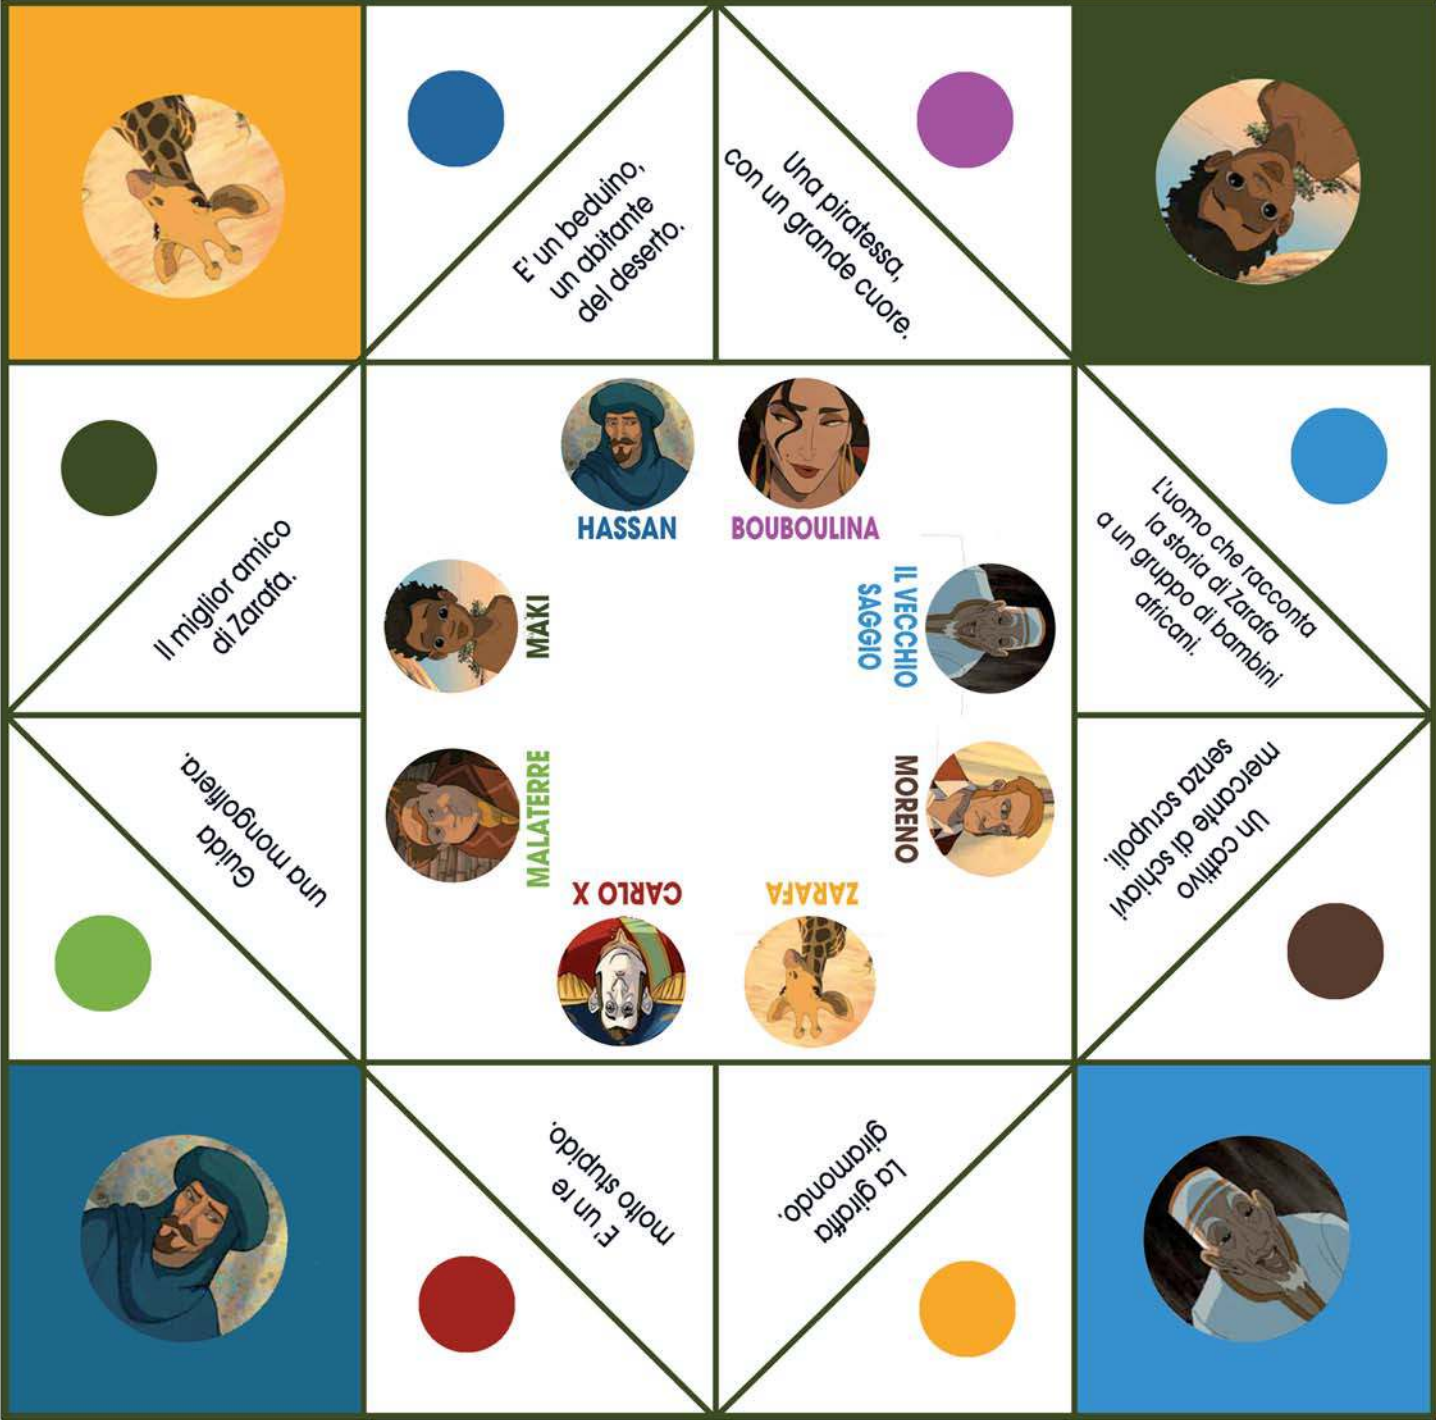 E' un beduino,
un abitante
del deserto.
Una piratessa,
con un grande cuore.
Il miglior amico
di Zarafa.
HASSAN
BOUBOULINA
MAKI
IL VECCHIO
SAGGIO
L'uomo che racconta
la storia di Zarafa
a un gruppo di bambini
africani.
Guida
una mongolfiera.
MALATERRE
MORENO
Un cattivo
mercante di schiavi
senza scrupoli.
CARLO X
ZARAFA
E' un re
molto stupido.
La giraffa
giramondo.